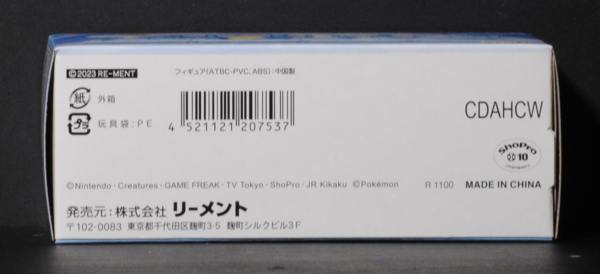 ©2023 RE-MENT
フィギュア(ATBC-PVC、ABS):中国製
紙 外箱
プラ 玩具袋:PE
4 521121 207537
CDAHCW
ShoPro
10
©Nintendo・Creatures・GAME FREAK・TV Tokyo・ShoPro・JR Kikaku ©Pokémon
R 1100 MADE IN CHINA
発売元:株式会社 リーメント
〒102-0083 東京都千代田区麹町3-5 麹町シルクビル3F